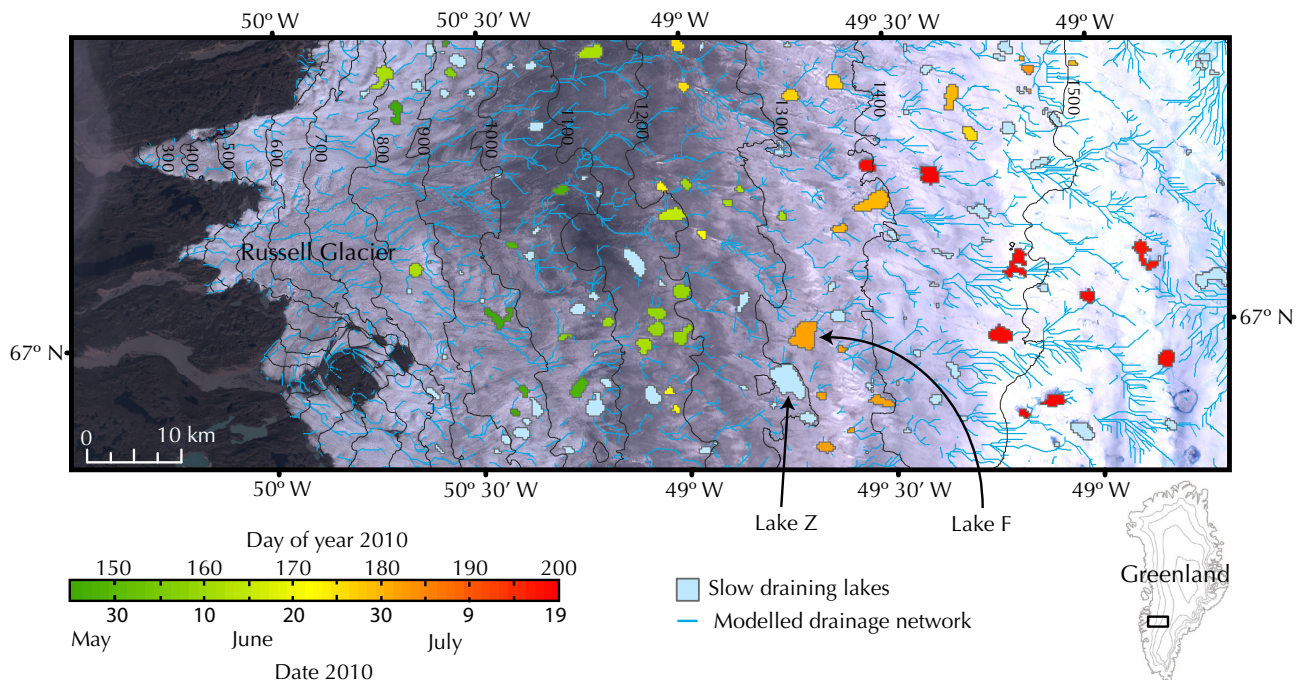 50º W 50º 30´ W 49º W 49º 30´ W 49º W
300 400 500 600 700 800 900 1000 1100 1200 1300 1400 1500
Russell Glacier
67º N
67º N
0 10 km
50º W 50º 30´ W 49º W 49º 30´ W 49º W
Lake Z
Lake F
Day of year 2010
150 160 170 180 190 200
30 10 20 30 9 19
May June July
Date 2010
Slow draining lakes
Modelled drainage network
Greenland